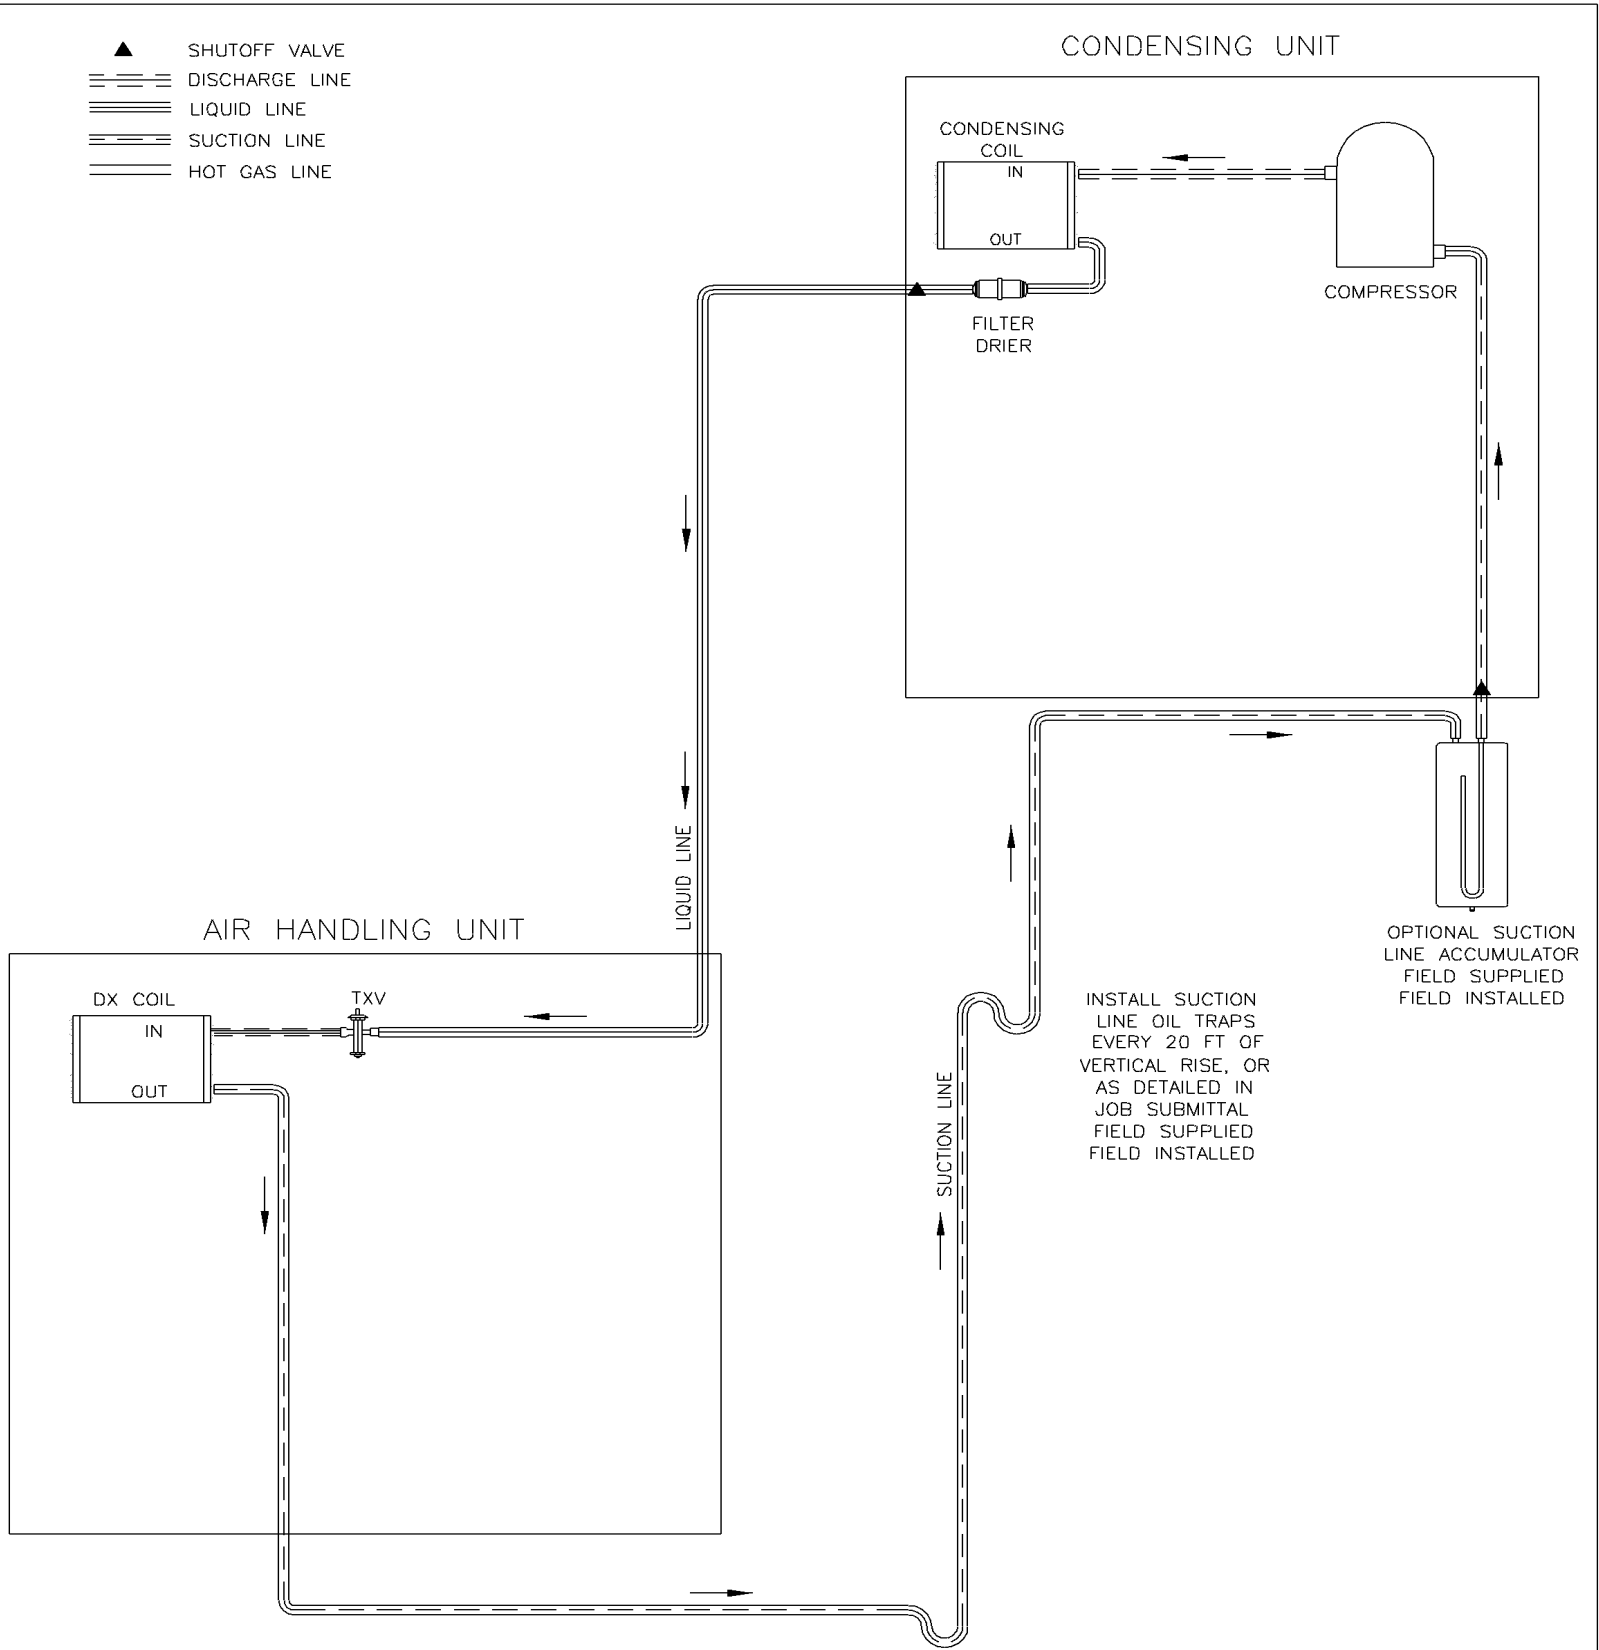 SHUTOFF VALVE
DISCHARGE LINE
LIQUID LINE
SUCTION LINE
HOT GAS LINE
CONDENSING UNIT
CONDENSING
COIL
IN
OUT
FILTER
DRIER
COMPRESSOR
LIQUID LINE
AIR HANDLING UNIT
DX COIL
IN
OUT
TXV
SUCTION LINE
INSTALL SUCTION
LINE OIL TRAPS
EVERY 20 FT OF
VERTICAL RISE, OR
AS DETAILED IN
JOB SUBMITTAL
FIELD SUPPLIED
FIELD INSTALLED
OPTIONAL SUCTION
LINE ACCUMULATOR
FIELD SUPPLIED
FIELD INSTALLED